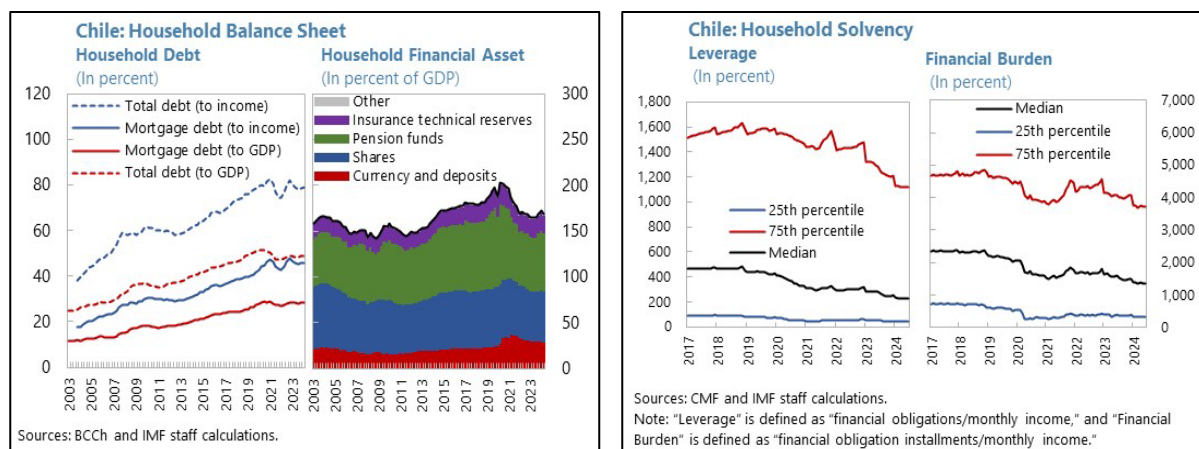 Chile: Household Balance Sheet
Household Debt
(In percent)
Household Financial Asset
(In percent of GDP)
120
100
80
60
40
20
0
Total debt (to income)
Mortgage debt (to income)
Mortgage debt (to GDP)
Total debt (to GDP)
2003
2005
2007
2009
2011
2013
2015
2017
2019
2021
2023
Other
Insurance technical reserves
Pension funds
Shares
Currency and deposits
300
250
200
150
100
50
0
2003
2005
2007
2009
2011
2013
2015
2017
2019
2021
2023
Sources: BCCh and IMF staff calculations.
Chile: Household Solvency
Leverage
(In percent)
Financial Burden
(In percent)
1,800
1,600
1,400
1,200
1,000
800
600
400
200
0
25th percentile
75th percentile
Median
2017
2018
2019
2020
2021
2022
2023
2024
Median
25th percentile
75th percentile
7,000
6,000
5,000
4,000
3,000
2,000
1,000
0
2017
2018
2019
2020
2021
2022
2023
2024
Sources: CMF and IMF staff calculations.
Note: “Leverage” is defined as “financial obligations/monthly income,” and “Financial
Burden” is defined as “financial obligation installments/monthly income.”